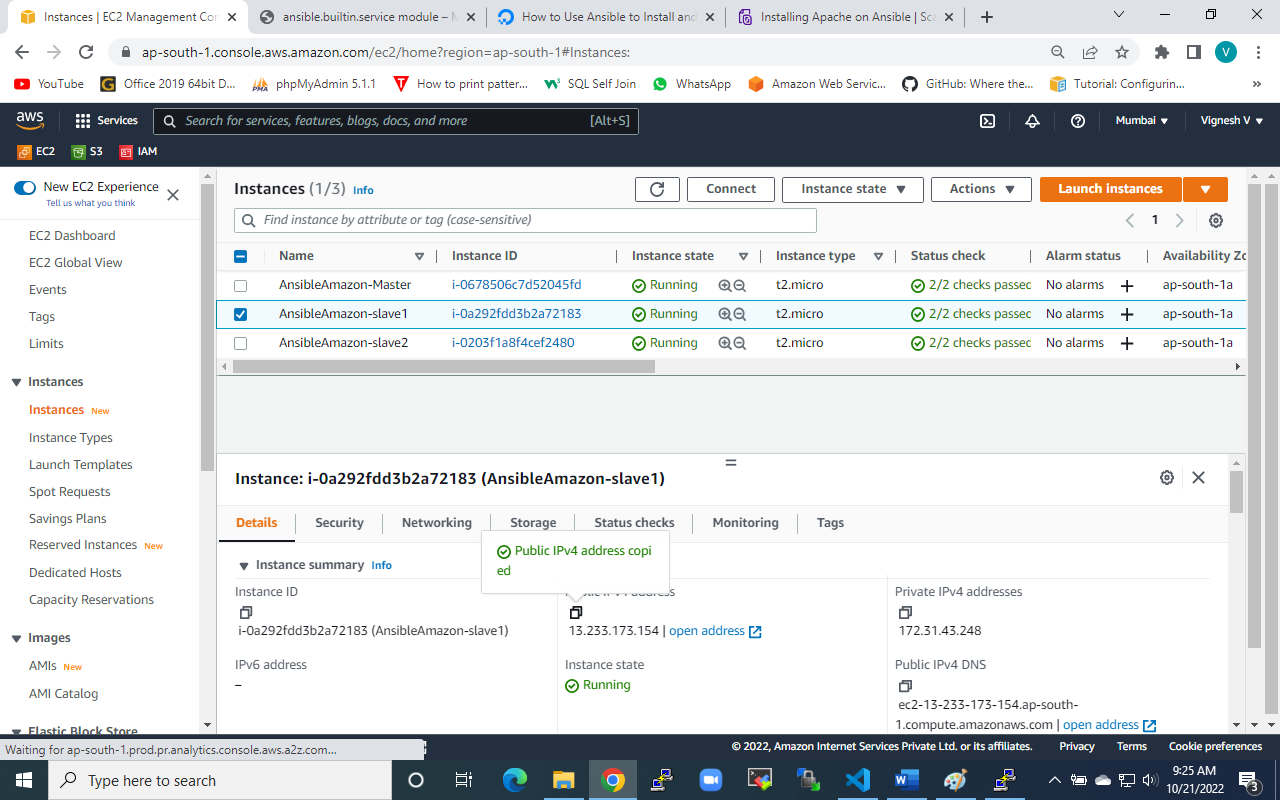 Instances | EC2 Management Con
ansible.builtin.service module – M
How to Use Ansible to Install and
Installing Apache on Ansible | Sca
ap-south-1.console.aws.amazon.com/ec2/home?region=ap-south-1#Instances:
V
YouTube
Office 2019 64bit D...
phpMyAdmin 5.1.1
How to print patter...
SQL Self Join
WhatsApp
Amazon Web Servic...
GitHub: Where the...
Tutorial: Configurin...
»
aws
Services
Search for services, features, blogs, docs, and more
[Alt+S]
Mumbai
Vignesh V
EC2
S3
IAM
New EC2 Experience
Tell us what you think
EC2 Dashboard
EC2 Global View
Events
Tags
Limits
Instances
Instances New
Instance Types
Launch Templates
Spot Requests
Savings Plans
Reserved Instances New
Dedicated Hosts
Capacity Reservations
Images
AMIs New
AMI Catalog
Elastic Block Store
Instances (1/3) Info
Connect
Instance state
Actions
Launch instances
Find instance by attribute or tag (case-sensitive)
1
Name Instance ID Instance state Instance type Status check Alarm status Availability Zo
AnsibleAmazon-Master i-0678506c7d52045fd Running t2.micro 2/2 checks passed No alarms + ap-south-1a
AnsibleAmazon-slave1 i-0a292fdd3b2a72183 Running t2.micro 2/2 checks passed No alarms + ap-south-1a
AnsibleAmazon-slave2 i-0203f1a8f4cef2480 Running t2.micro 2/2 checks passed No alarms + ap-south-1a
Instance: i-0a292fdd3b2a72183 (AnsibleAmazon-slave1)
Details
Security
Networking
Storage
Status checks
Monitoring
Tags
Public IPv4 address copi
ed
Instance summary Info
Instance ID
i-0a292fdd3b2a72183 (AnsibleAmazon-slave1)
Public IPv4 address
13.233.173.154 | open address
Private IPv4 addresses
172.31.43.248
IPv6 address
–
Instance state
Running
Public IPv4 DNS
ec2-13-233-173-154.ap-south-
1.compute.amazonaws.com | open address
Waiting for ap-south-1.prod.pr.analytics.console.aws.a2z.com...
© 2022, Amazon Internet Services Private Ltd. or its affiliates.
Privacy
Terms
Cookie preferences
Type here to search
9:25 AM
10/21/2022
3